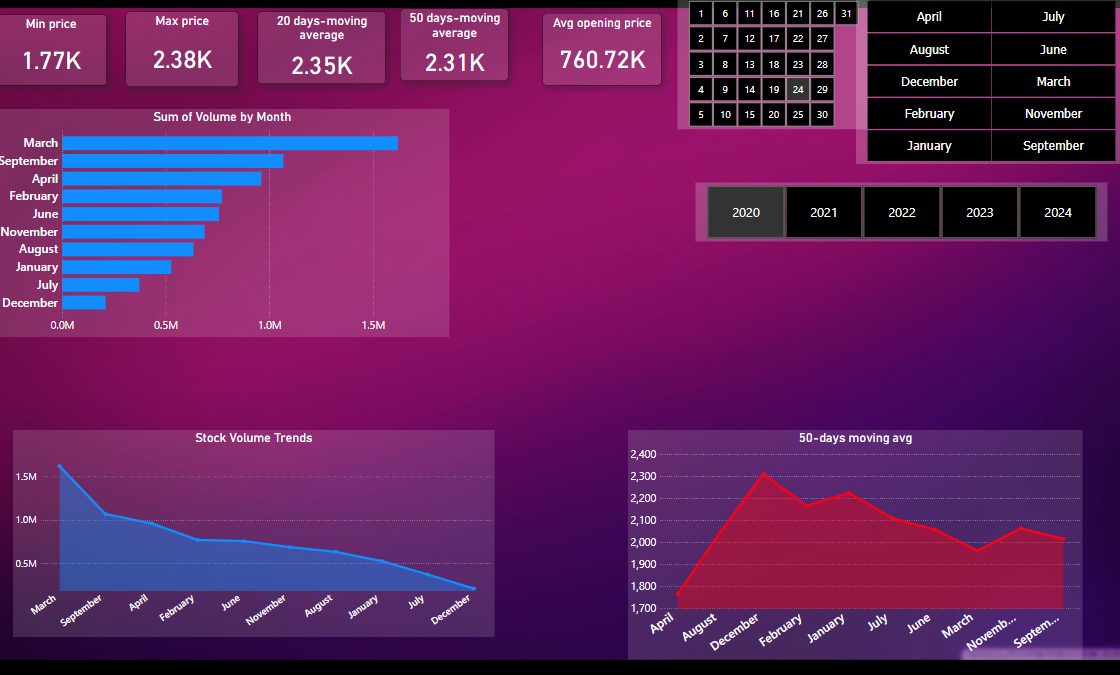 Min price
1.77K
Max price
2.38K
20 days-moving
average
2.35K
50 days-moving
average
2.31K
Avg opening price
760.72K
1 6 11 16 21 26 31
2 7 12 17 22 27
3 8 13 18 23 28
4 9 14 19 24 29
5 10 15 20 25 30
April July
August June
December March
February November
January September
2020 2021 2022 2023 2024
Sum of Volume by Month
March
September
April
February
June
November
August
January
July
December
0.0M 0.5M 1.0M 1.5M
Stock Volume Trends
1.5M
1.0M
0.5M
March September April February June November August January July December
50-days moving avg
2,400
2,300
2,200
2,100
2,000
1,900
1,800
1,700
April August December February January July June March Novemb... Septem...